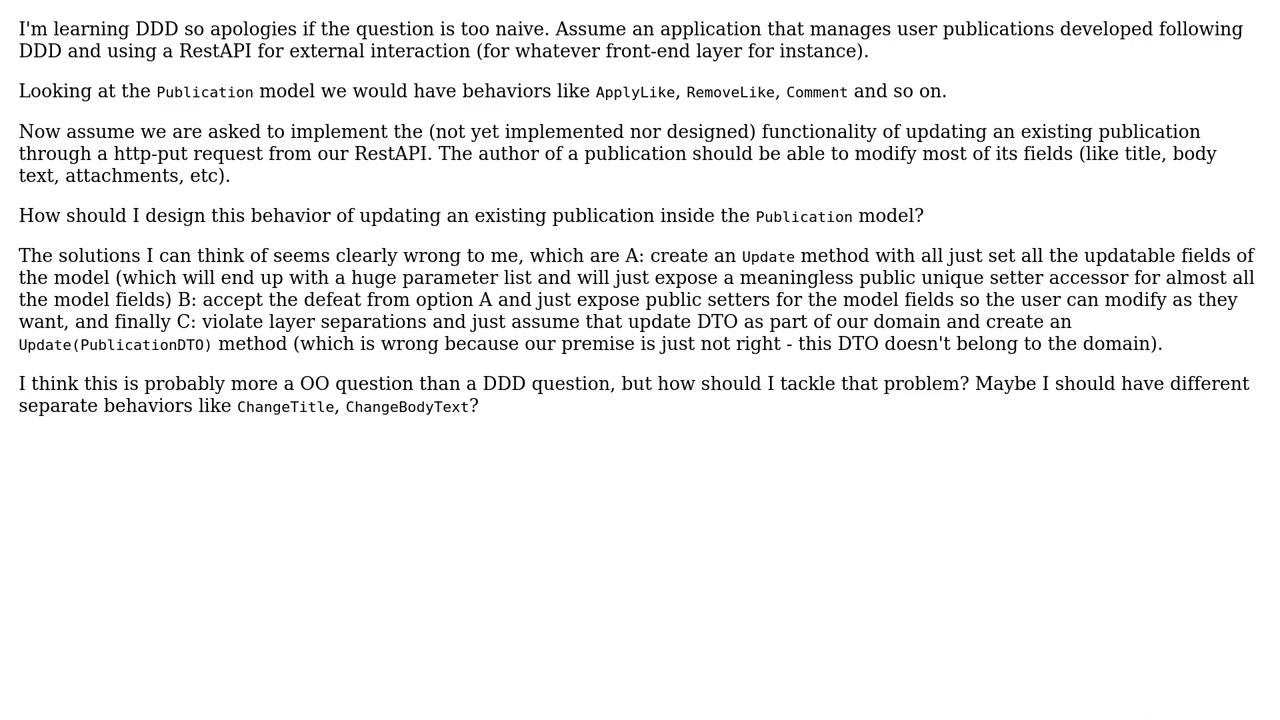 I'm learning DDD so apologies if the question is too naive. Assume an application that manages user publications developed following
DDD and using a RestAPI for external interaction (for whatever front-end layer for instance).
Looking at the Publication model we would have behaviors like ApplyLike, RemoveLike, Comment and so on.
Now assume we are asked to implement the (not yet implemented nor designed) functionality of updating an existing publication
through a http-put request from our RestAPI. The author of a publication should be able to modify most of its fields (like title, body
text, attachments, etc).
How should I design this behavior of updating an existing publication inside the Publication model?
The solutions I can think of seems clearly wrong to me, which are A: create an Update method with all just set all the updatable fields of
the model (which will end up with a huge parameter list and will just expose a meaningless public unique setter accessor for almost all
the model fields) B: accept the defeat from option A and just expose public setters for the model fields so the user can modify as they
want, and finally C: violate layer separations and just assume that update DTO as part of our domain and create an
Update(PublicationDTO) method (which is wrong because our premise is just not right - this DTO doesn't belong to the domain).
I think this is probably more a OO question than a DDD question, but how should I tackle that problem? Maybe I should have different
separate behaviors like ChangeTitle, ChangeBodyText?